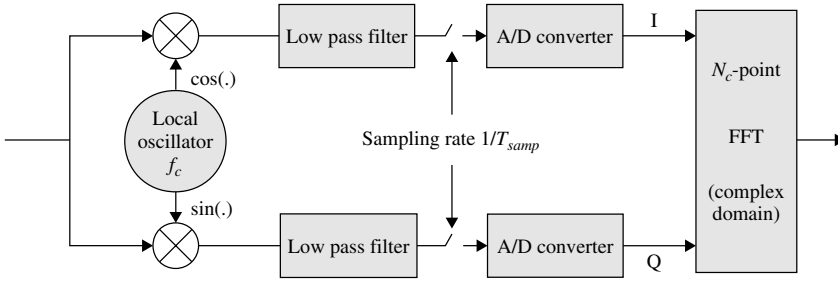 Low pass filter
A/D converter
I
cos(.)
Local
oscillator
f_c
Sampling rate 1/T_samp
N_c-point
FFT
(complex
domain)
sin(.)
Low pass filter
A/D converter
Q